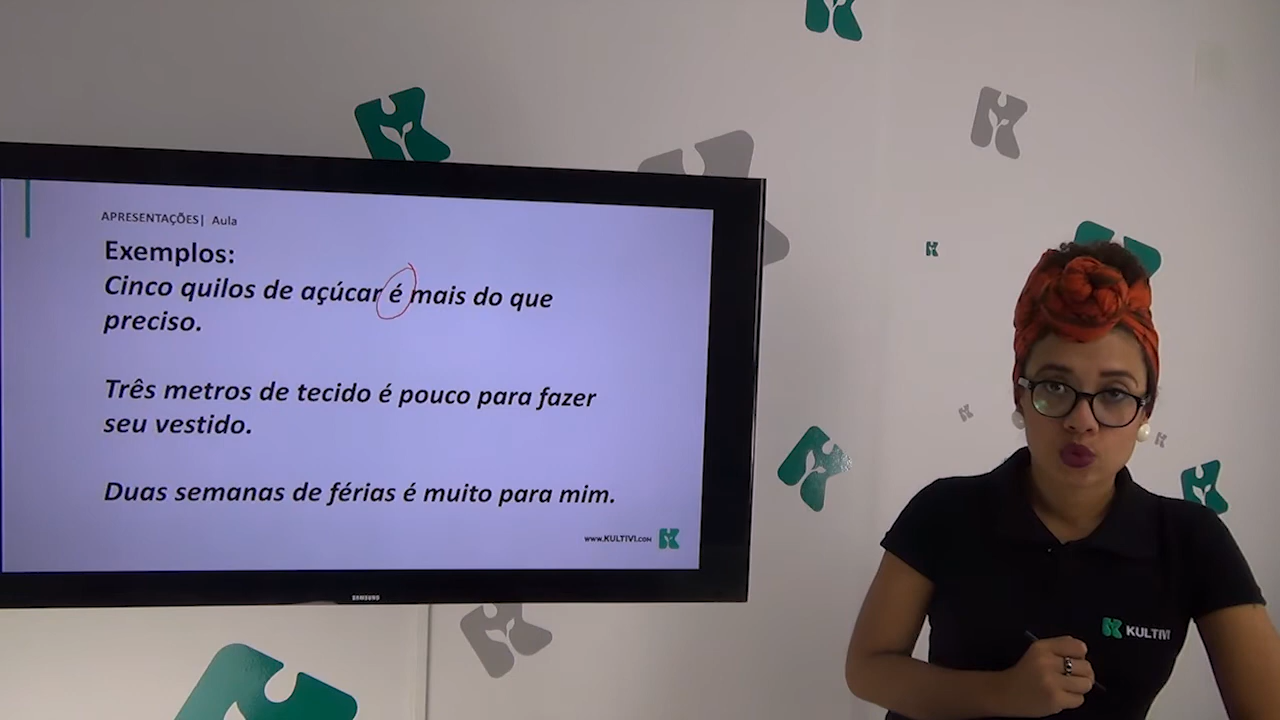 APRESENTAÇÕES| Aula
Exemplos:
Cinco quilos de açúcar é mais do que
preciso.
Três metros de tecido é pouco para fazer
seu vestido.
Duas semanas de férias é muito para mim.
www.KULTIVI.COM
SAMSUNG
KULTIVI